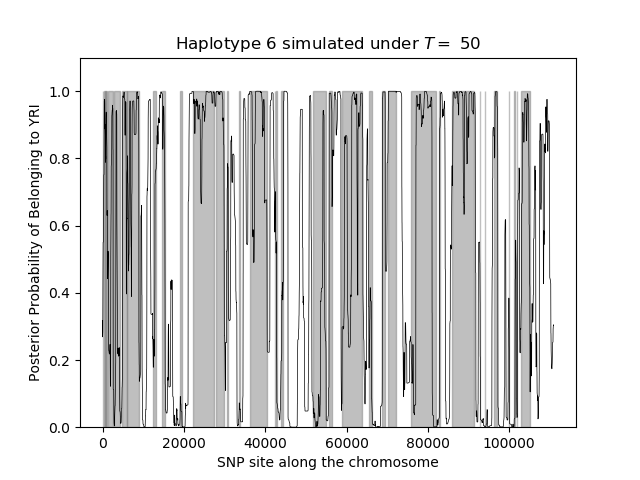 Haplotype 6 simulated under T = 50
Posterior Probability of Belonging to YRI
1.0
0.8
0.6
0.4
0.2
0.0
0 20000 40000 60000 80000 100000
SNP site along the chromosome